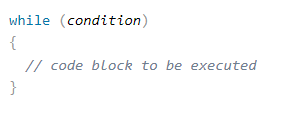 while (condition)
{
  // code block to be executed
}